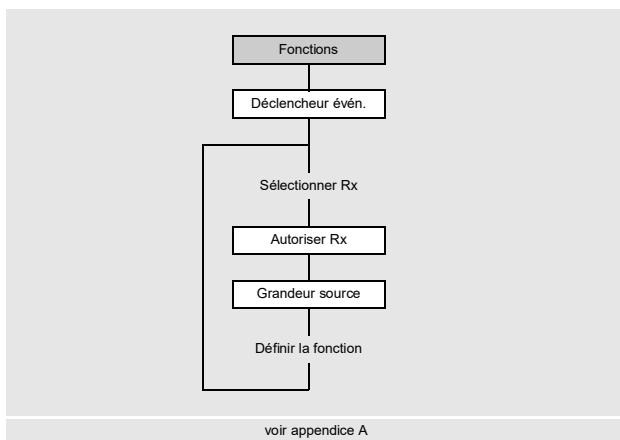 Fonctions
Déclencheur évén.
Sélectionner Rx
Autoriser Rx
Grandeur source
Définir la fonction
voir appendice A